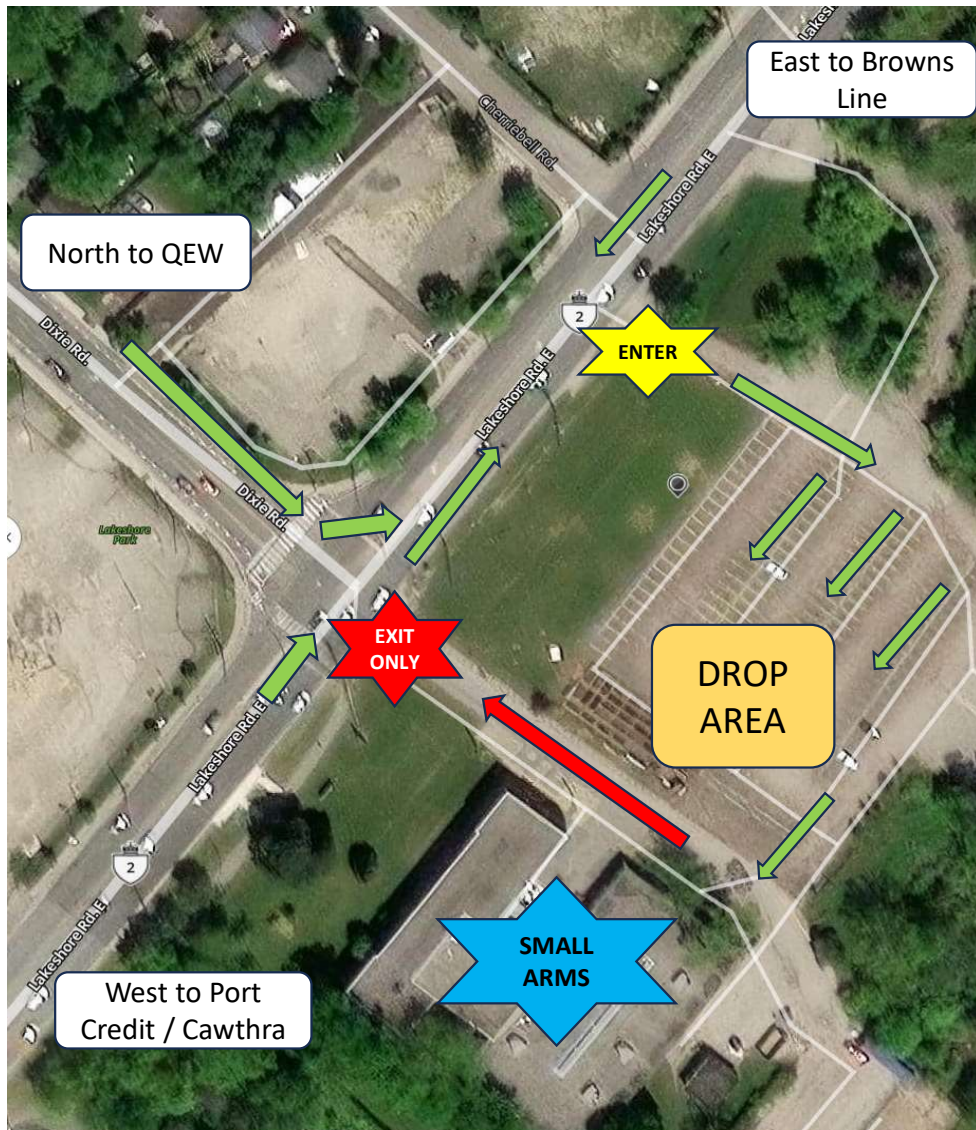 Lakesh
East to Browns
Line
Cherriebell Rd.
Lakeshore Rd. E
North to QEW
2
Dixie Rd.
ENTER
Lakeshore Rd. E
Dixie Rd.
Lakeshore
Park
EXIT
ONLY
DROP
AREA
Lakeshore Rd. E
2
SMALL
ARMS
Lakeshore Rd. E
West to Port
Credit / Cawthra